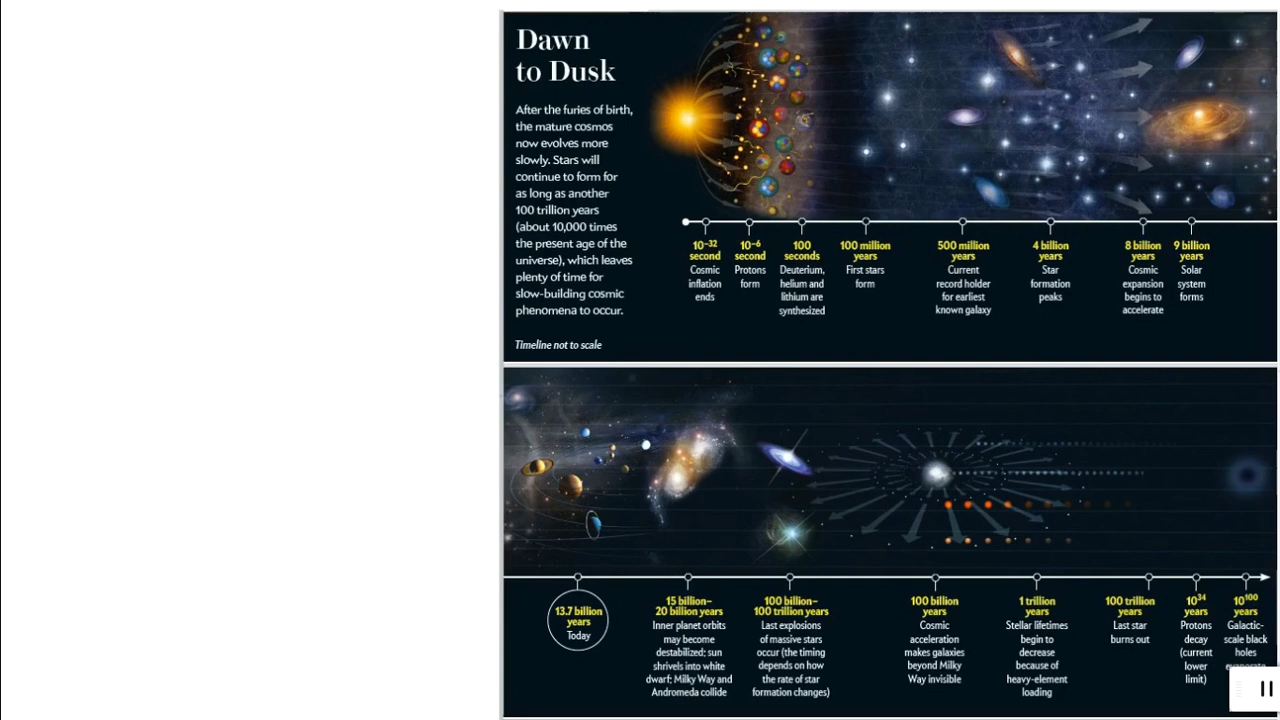 Dawn
to Dusk
After the furies of birth,
the mature cosmos
now evolves more
slowly. Stars will
continue to form for
as long as another
100 trillion years
(about 10,000 times
the present age of the
universe), which leaves
plenty of time for
slow-building cosmic
phenomena to occur.
Timeline not to scale
10⁻³²
second
Cosmic
inflation
ends
10⁻⁶
second
Protons
form
100
seconds
Deuterium,
helium and
lithium are
synthesized
100 million
years
First stars
form
500 million
years
Current
record holder
for earliest
known galaxy
4 billion
years
Star
formation
peaks
8 billion
years
Cosmic
expansion
begins to
accelerate
9 billion
years
Solar
system
forms
13.7 billion
years
Today
15 billion–
20 billion years
Inner planet orbits
may become
destabilized; sun
shrivels into white
dwarf; Milky Way and
Andromeda collide
100 billion–
100 trillion years
Last explosions
of massive stars
occur (the timing
depends on how
the rate of star
formation changes)
100 billion
years
Cosmic
acceleration
makes galaxies
beyond Milky
Way invisible
1 trillion
years
Stellar lifetimes
begin to
decrease
because of
heavy-element
loading
100 trillion
years
Last star
burns out
10³⁴
years
Protons
decay
(current
lower
limit)
10¹⁰⁰
years
Galactic-
scale black
holes